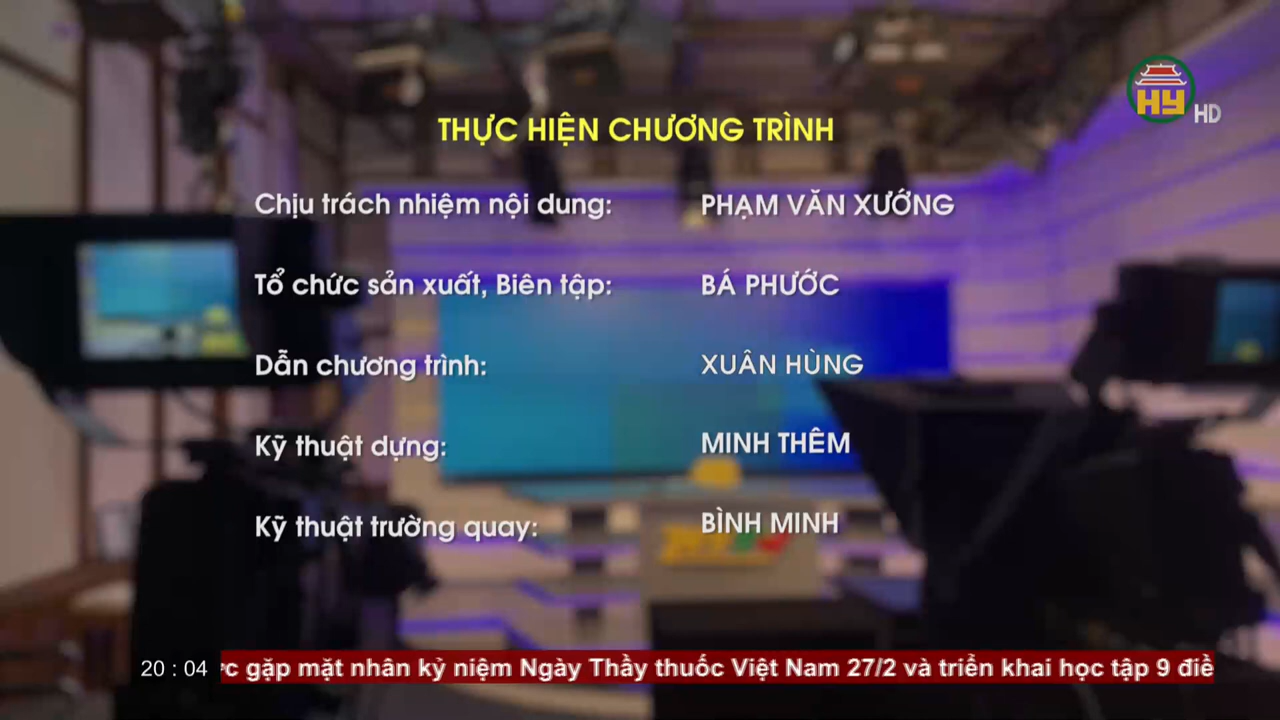 HY HD
THỰC HIỆN CHƯƠNG TRÌNH
Chịu trách nhiệm nội dung: PHẠM VĂN XƯỚNG
Tổ chức sản xuất, Biên tập: BÁ PHƯỚC
Dẫn chương trình: XUÂN HÙNG
Kỹ thuật dựng: MINH THÊM
Kỹ thuật trường quay: BÌNH MINH
20 : 04 gặp mặt nhân kỷ niệm Ngày Thầy thuốc Việt Nam 27/2 và triển khai học tập 9 điề